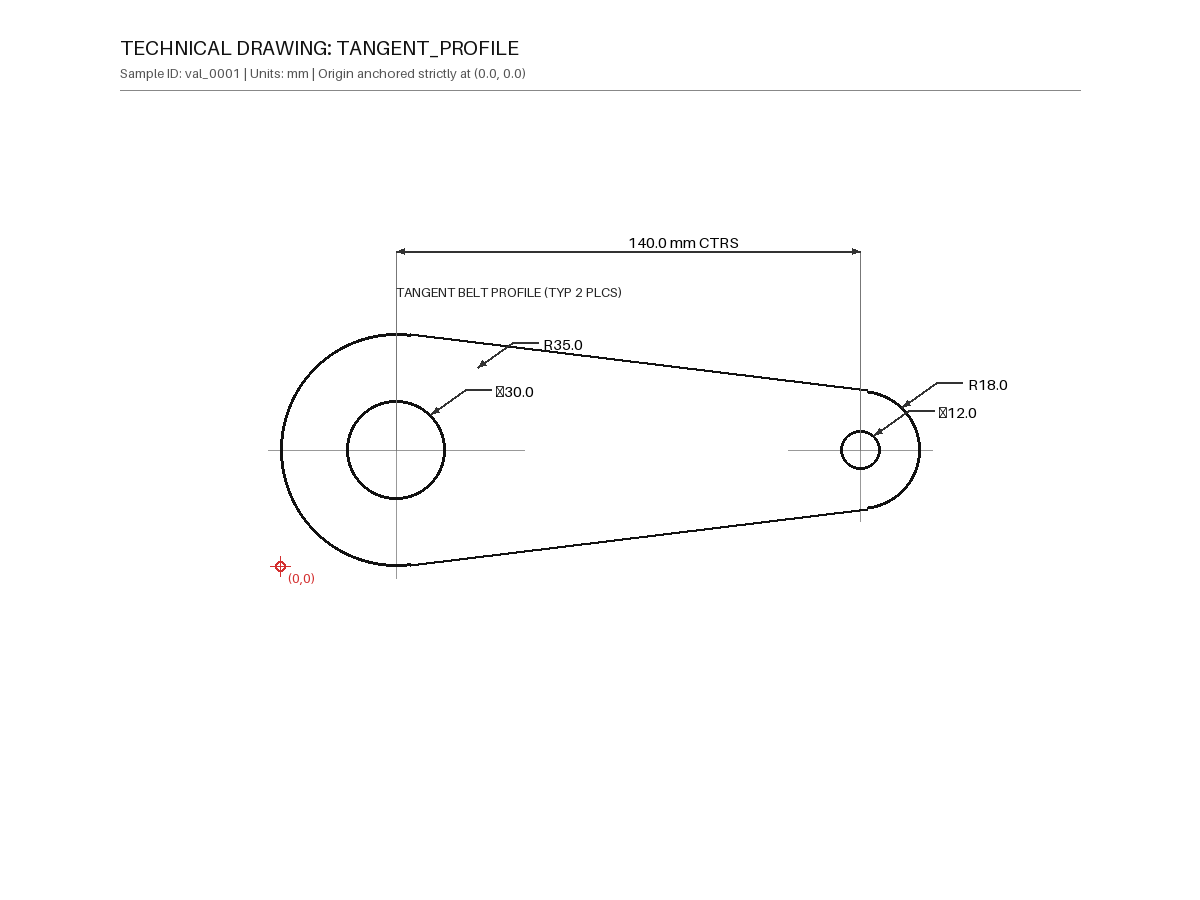 TECHNICAL DRAWING: TANGENT_PROFILE
Sample ID: val_0001 | Units: mm | Origin anchored strictly at (0.0, 0.0)
140.0 mm CTRS
TANGENT BELT PROFILE (TYP 2 PLCS)
R35.0
R18.0
▯30.0
▯12.0
(0,0)